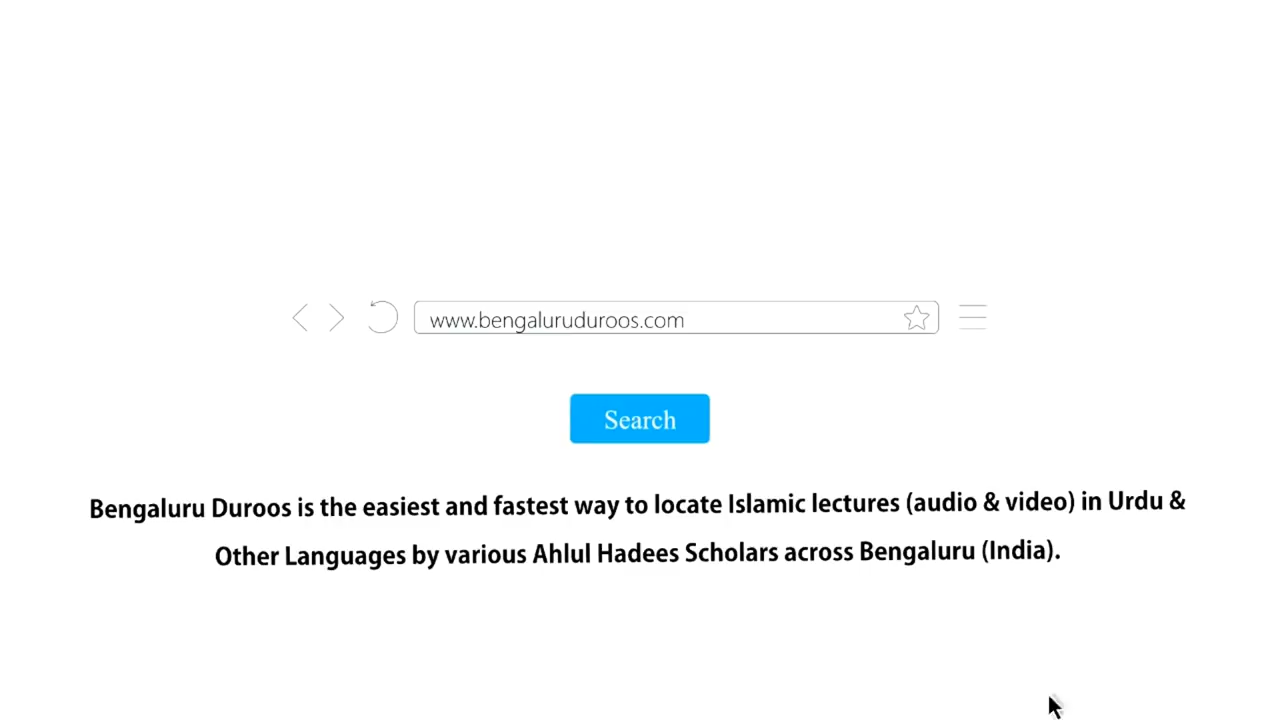 www.bengaluruduroos.com
Search
Bengaluru Duroos is the easiest and fastest way to locate Islamic lectures (audio & video) in Urdu &
Other Languages by various Ahlul Hadees Scholars across Bengaluru (India).